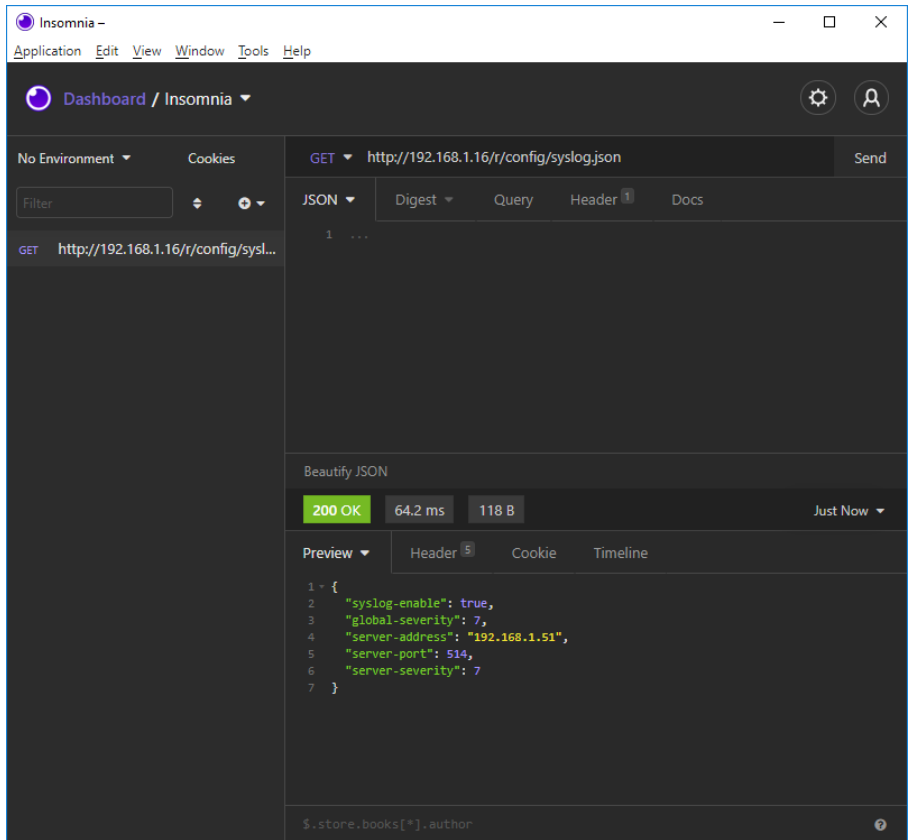 Insomnia –
Application Edit View Window Tools Help
Dashboard / Insomnia
No Environment Cookies
GET http://192.168.1.16/r/config/syslog.json Send
Filter
JSON Digest Query Header 1 Docs
1 ...
GET http://192.168.1.16/r/config/sysl...
Beautify JSON
200 OK 64.2 ms 118 B Just Now
Preview Header 5 Cookie Timeline
1 {
2 "syslog-enable": true,
3 "global-severity": 7,
4 "server-address": "192.168.1.51",
5 "server-port": 514,
6 "server-severity": 7
7 }
$.store.books[*].author